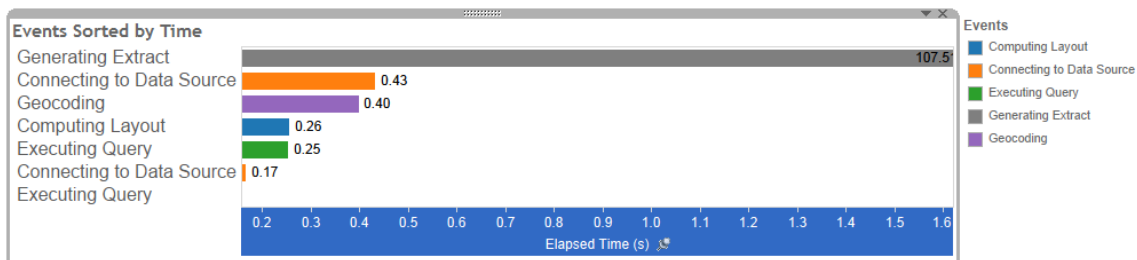 Events Sorted by Time
Generating Extract 107.5
Connecting to Data Source 0.43
Geocoding 0.40
Computing Layout 0.26
Executing Query 0.25
Connecting to Data Source 0.17
Executing Query
0.2 0.3 0.4 0.5 0.6 0.7 0.8 0.9 1.0 1.1 1.2 1.3 1.4 1.5 1.6
Elapsed Time (s)
Events
Computing Layout
Connecting to Data Source
Executing Query
Generating Extract
Geocoding